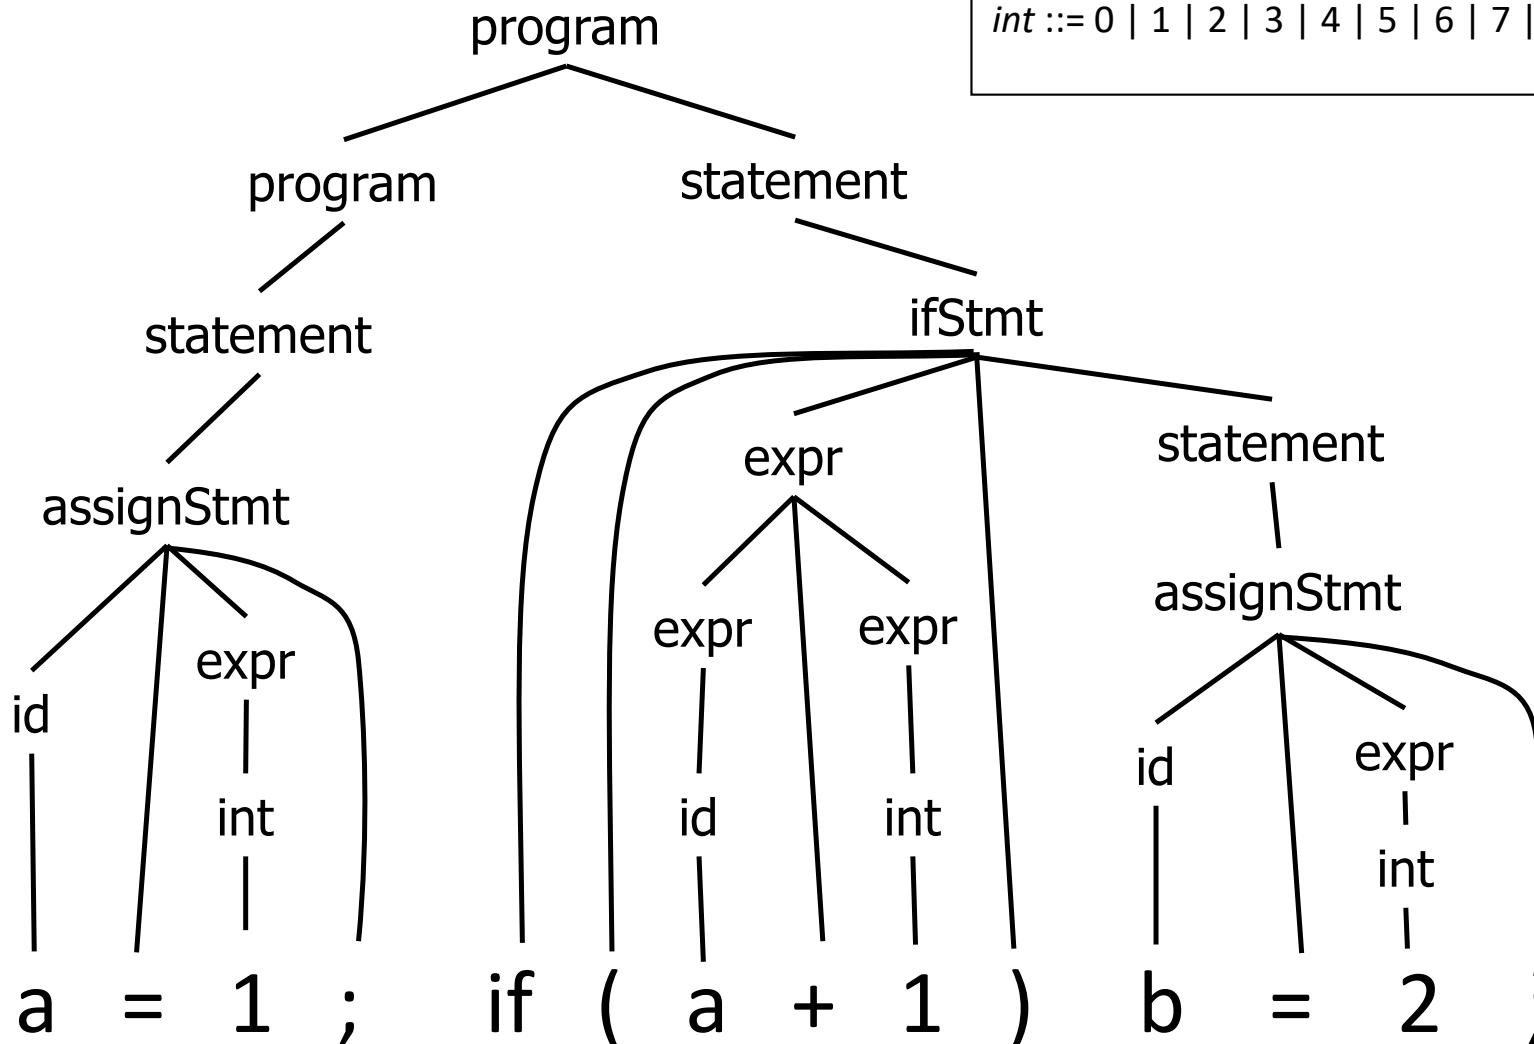 program
int ::= 0 | 1 | 2 | 3 | 4 | 5 | 6 | 7 |
program statement
statement ifStmt
expr statement
assignStmt
assignStmt
expr expr
expr
id
id expr
int id int
int
a = 1 ; if ( a + 1 ) b = 2 ;